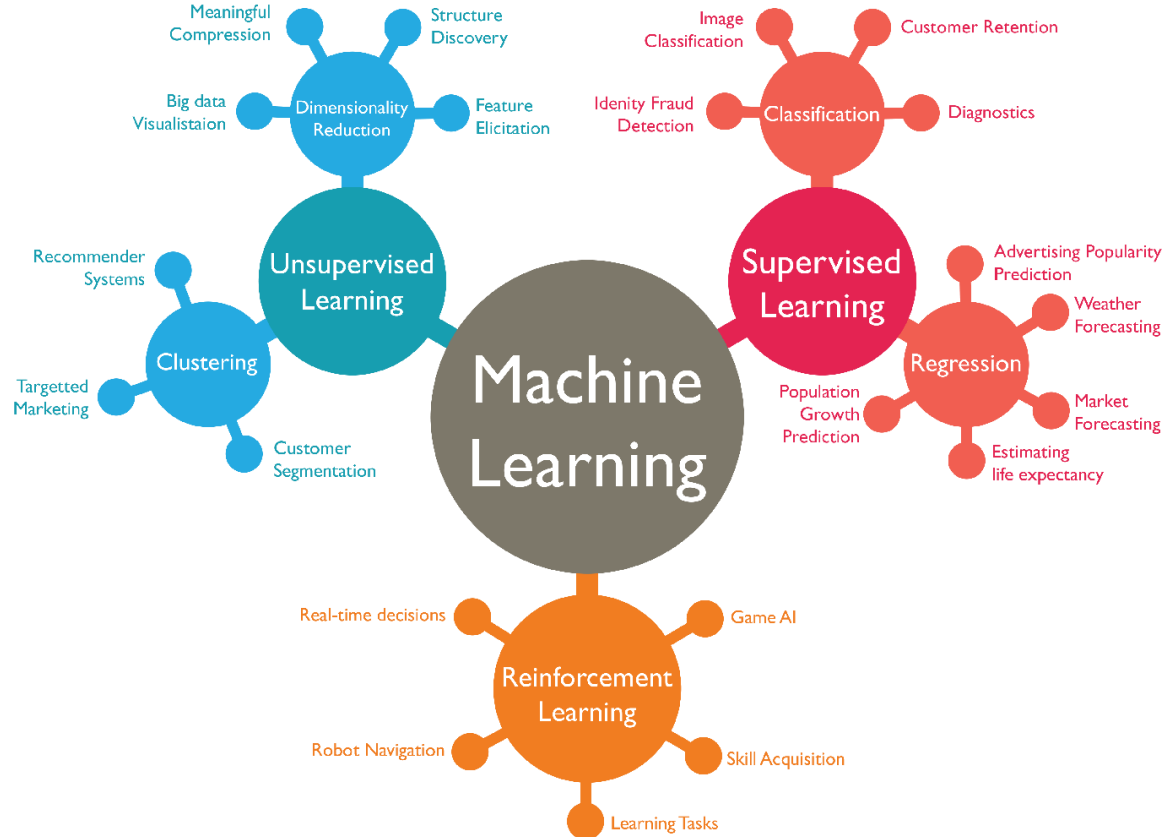 Meaningful
Compression
Structure
Discovery
Big data
Visualistaion
Dimensionality
Reduction
Feature
Elicitation
Image
Classification
Customer Retention
Idenity Fraud
Detection
Classification
Diagnostics
Unsupervised
Learning
Supervised
Learning
Recommender
Systems
Clustering
Targetted
Marketing
Customer
Segmentation
Advertising Popularity
Prediction
Weather
Forecasting
Regression
Population
Growth
Prediction
Market
Forecasting
Estimating
life expectancy
Machine
Learning
Real-time decisions
Game AI
Reinforcement
Learning
Robot Navigation
Skill Acquisition
Learning Tasks